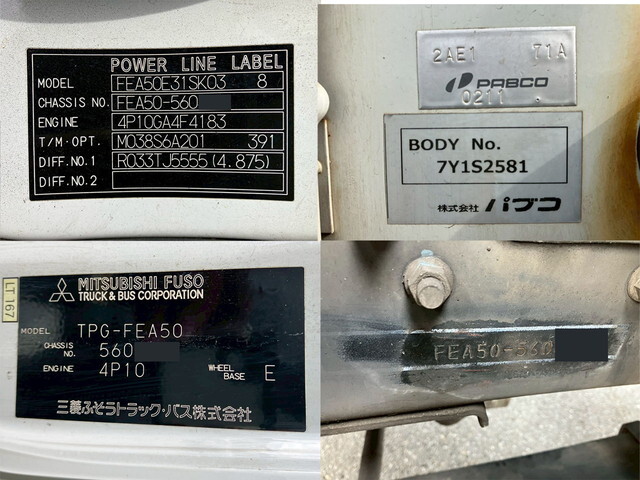 POWER LINE LABEL
MODEL FEA50E31SK03 8
CHASSIS NO. FEA50-560
ENGINE 4P10GA4F4183
T/M・OPT. M038S6A201 391
DIFF.NO.1 R033TJ5555(4.875)
DIFF.NO.2
2AE1 71A
PABCO
0211
BODY No.
7Y1S2581
株式会社 パブコ
LT 167
MITSUBISHI FUSO
TRUCK & BUS CORPORATION
MODEL TPG-FEA50
CHASSIS NO. 560
ENGINE 4P10 WHEEL BASE E
三菱ふそうトラック・バス株式会社
FEA50-560